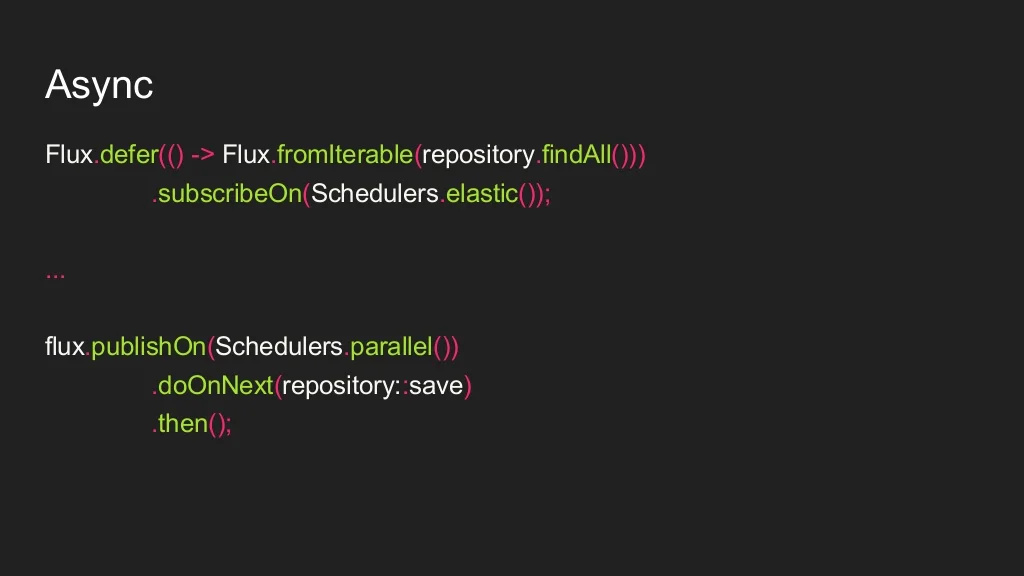 Async
Flux.defer(() -> Flux.fromIterable(repository.findAll()))
.subscribeOn(Schedulers.elastic());
...
flux.publishOn(Schedulers.parallel())
.doOnNext(repository::save)
.then();